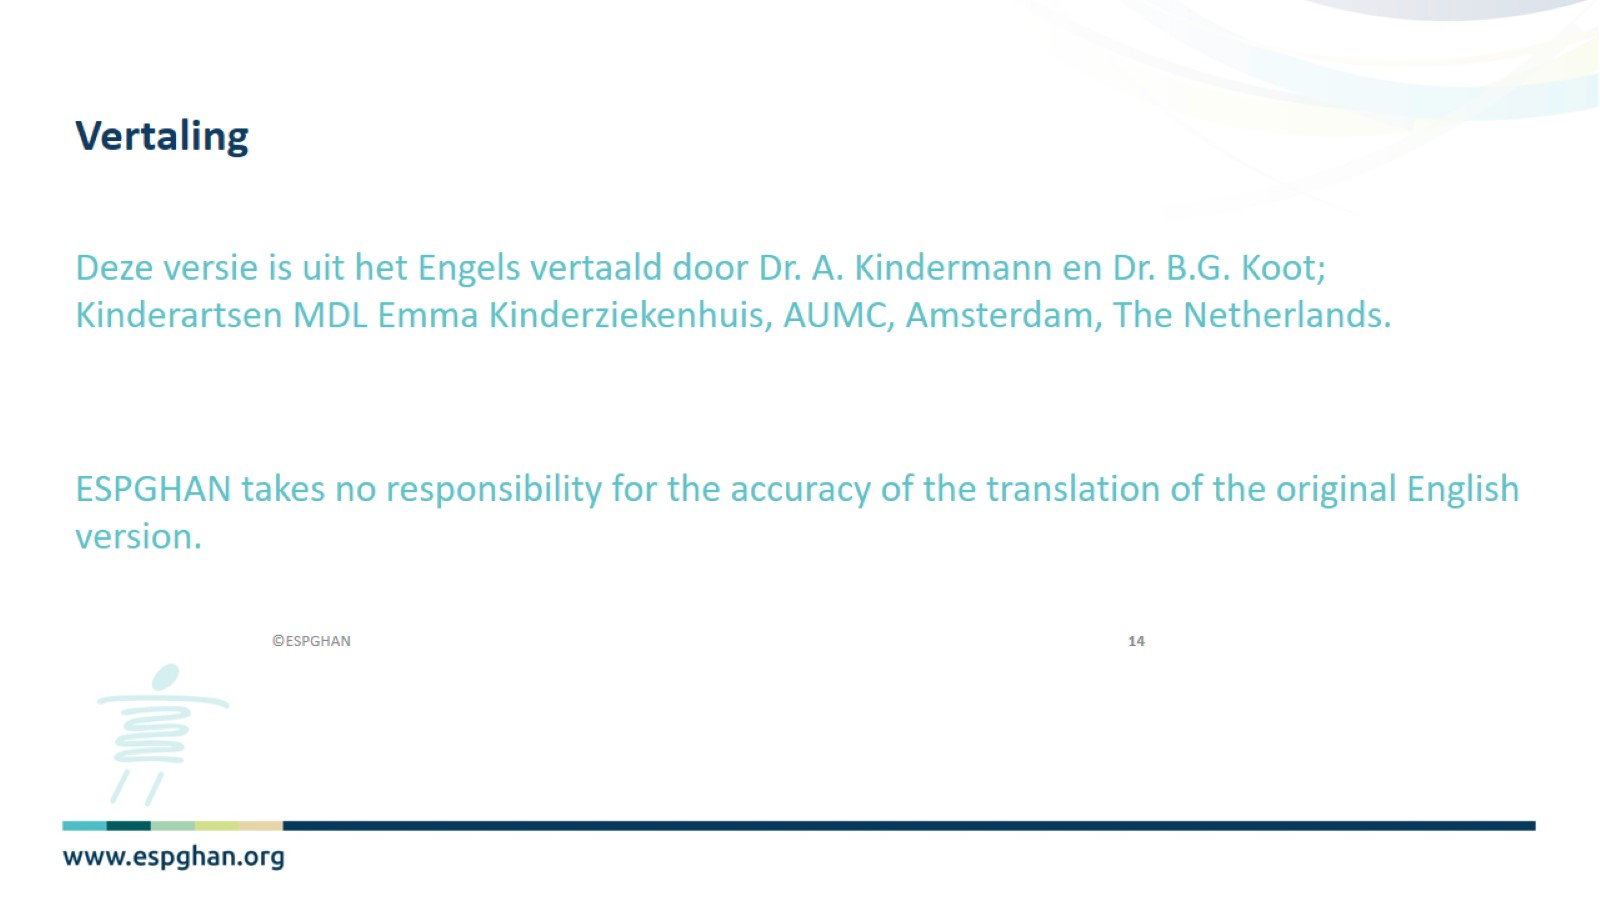 Vertaling
Deze versie is uit het Engels vertaald door Dr. A. Kindermann en Dr. B.G. Koot;
Kinderartsen MDL Emma Kinderziekenhuis, AUMC, Amsterdam, The Netherlands.
ESPGHAN takes no responsibility for the accuracy of the translation of the original English
version.
©ESPGHAN
14
www.espghan.org